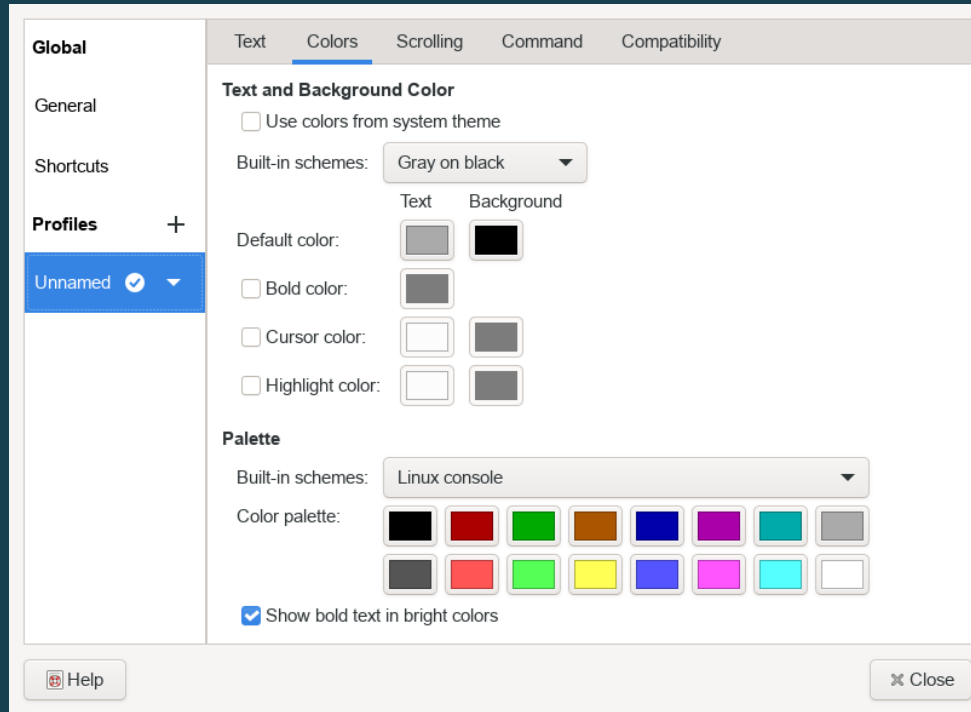 Global
General
Shortcuts
Profiles
Unnamed
Text Colors Scrolling Command Compatibility
Text and Background Color
Use colors from system theme
Built-in schemes: Gray on black
Text Background
Default color:
Bold color:
Cursor color:
Highlight color:
Palette
Built-in schemes: Linux console
Color palette:
Show bold text in bright colors
Help
Close